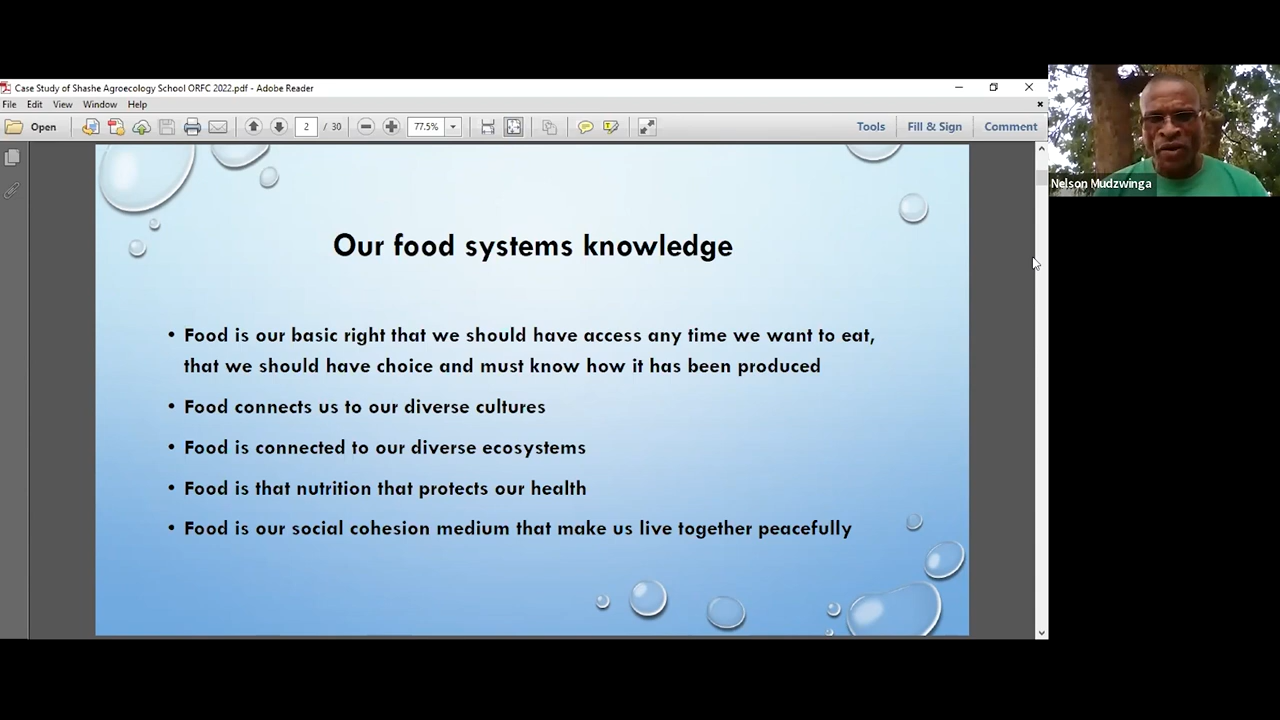 Case Study of Shashe Agroecology School ORFC 2022.pdf - Adobe Reader
File Edit View Window Help
Open 2 / 30 77.5% Tools Fill & Sign Comment
Nelson Mudzwinga
Our food systems knowledge
• Food is our basic right that we should have access any time we want to eat,
that we should have choice and must know how it has been produced
• Food connects us to our diverse cultures
• Food is connected to our diverse ecosystems
• Food is that nutrition that protects our health
• Food is our social cohesion medium that make us live together peacefully